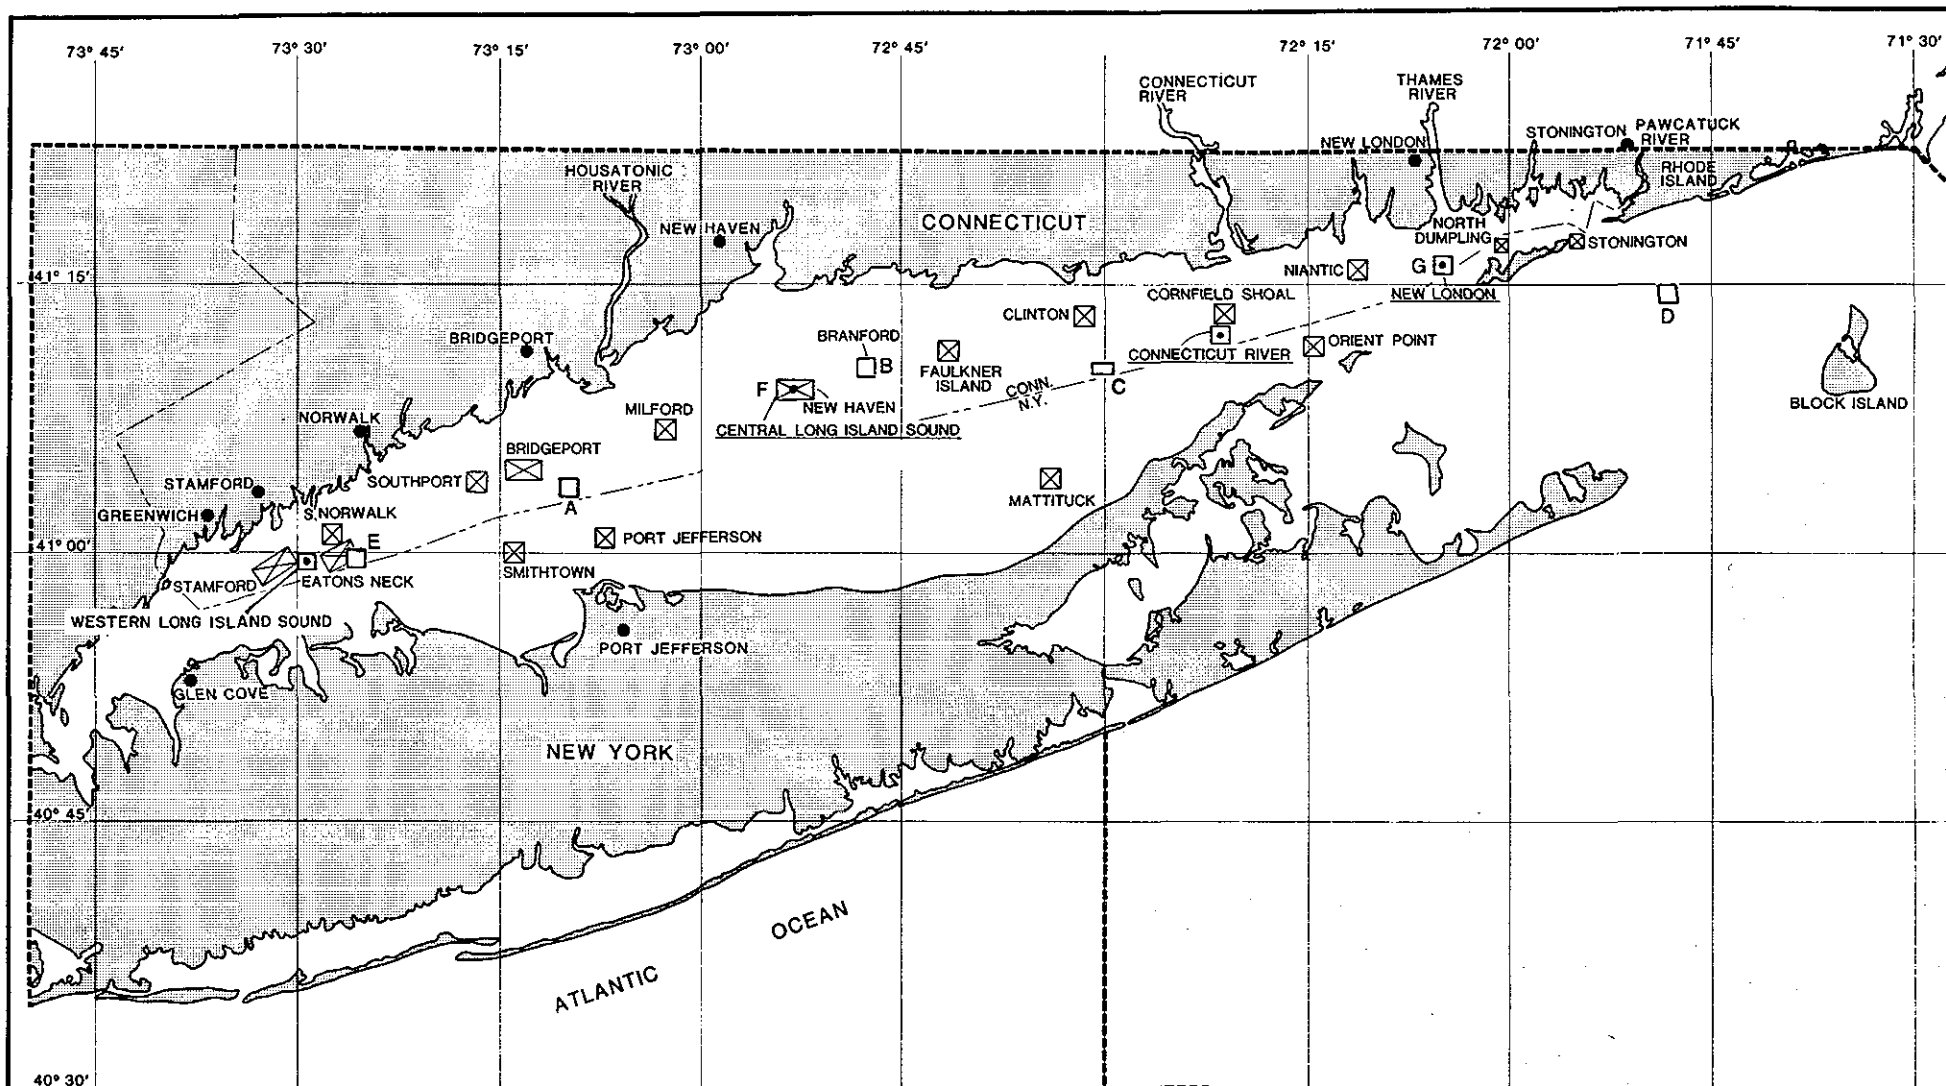 73° 45′
73° 30′
73° 15′
73° 00′
72° 45′
72° 15′
72° 00′
71° 45′
71° 30′
CONNECTICUT
RIVER
THAMES
RIVER
NEW LONDON
STONINGTON
PAWCATUCK
RIVER
RHODE
ISLAND
HOUSATONIC
RIVER
NEW HAVEN
CONNECTICUT
NORTH
DUMPLING
STONINGTON
41° 15′
NIANTIC
G
NEW LONDON
CORNFIELD SHOAL
CLINTON
D
BRIDGEPORT
BRANFORD
B
FAULKNER
ISLAND
CONNECTICUT RIVER
ORIENT POINT
C
CONN.
N.Y.
BLOCK ISLAND
F
NEW HAVEN
CENTRAL LONG ISLAND SOUND
NORWALK
MILFORD
BRIDGEPORT
SOUTHPORT
A
MATTITUCK
STAMFORD
GREENWICH
S.NORWALK
E
PORT JEFFERSON
41° 00′
SMITHTOWN
STAMFORD
EATONS NECK
WESTERN LONG ISLAND SOUND
PORT JEFFERSON
GLEN COVE
NEW YORK
40° 45′
ATLANTIC
OCEAN
40° 30′